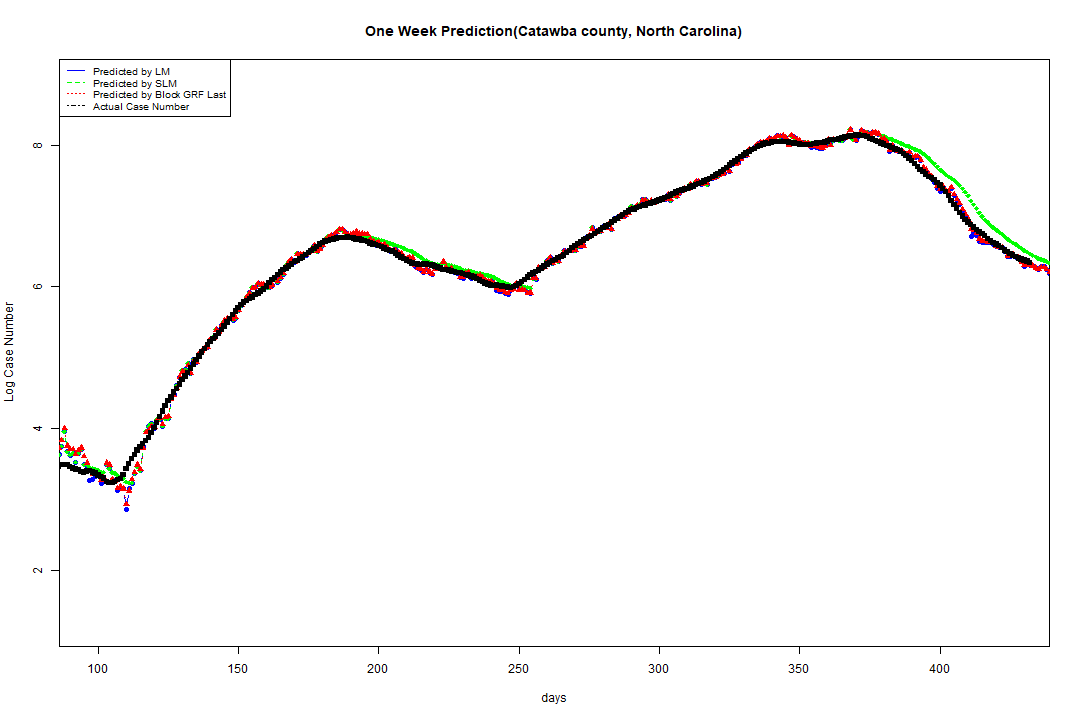 One Week Prediction(Catawba county, North Carolina)
Predicted by LM
Predicted by SLM
Predicted by Block GRF Last
Actual Case Number
8
6
4
2
Log Case Number
100 150 200 250 300 350 400
days